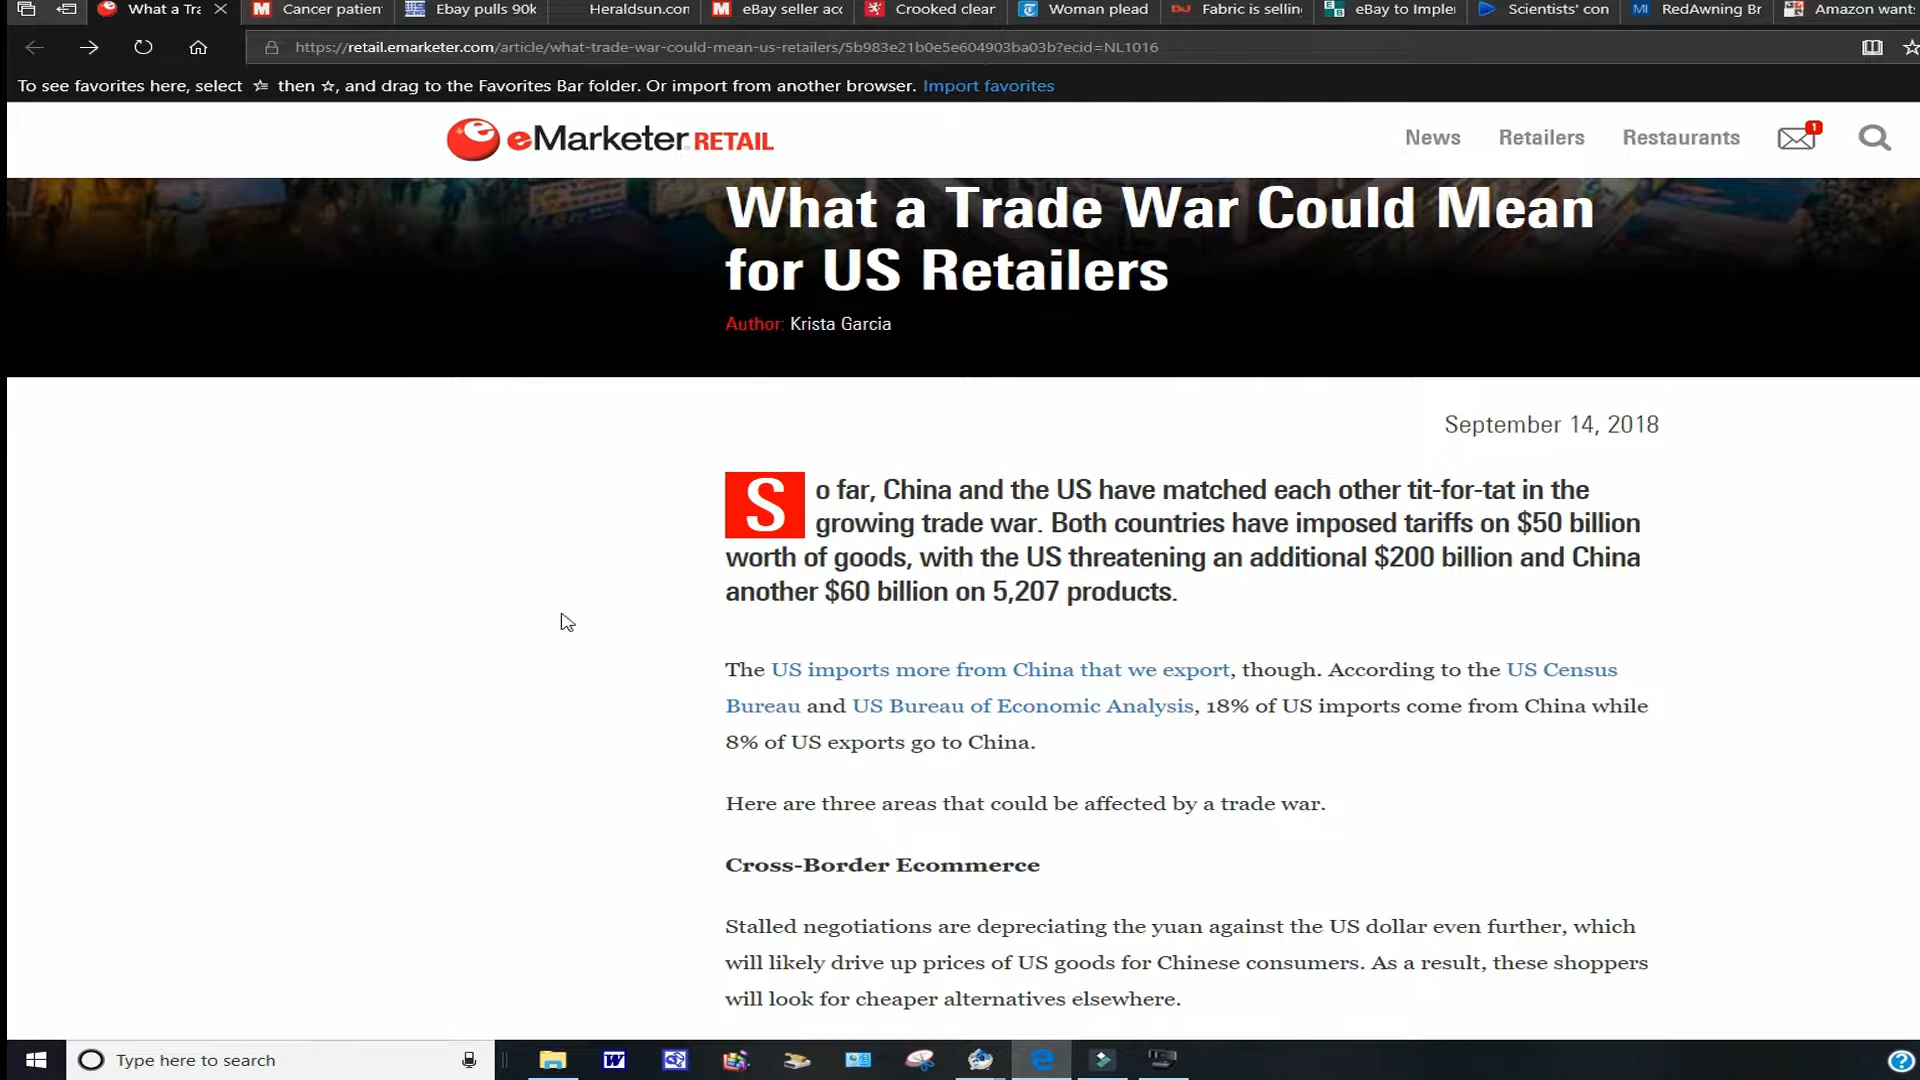 What a Tra
Cancer patien
Ebay pulls 90k
Heraldsun.con
eBay seller acc
Crooked clear
Woman plead
Fabric is selling
eBay to Imple
Scientists' con
RedAwning Br
Amazon want
https://retail.emarketer.com/article/what-trade-war-could-mean-us-retailers/5b983e21b0e5e604903ba03b?ecid=NL1016
To see favorites here, select then ☆, and drag to the Favorites Bar folder. Or import from another browser. Import favorites
eMarketer RETAIL
News
Retailers
Restaurants
1
What a Trade War Could Mean
for US Retailers
Author: Krista Garcia
September 14, 2018
So far, China and the US have matched each other tit-for-tat in the
growing trade war. Both countries have imposed tariffs on $50 billion
worth of goods, with the US threatening an additional $200 billion and China
another $60 billion on 5,207 products.
The US imports more from China that we export, though. According to the US Census
Bureau and US Bureau of Economic Analysis, 18% of US imports come from China while
8% of US exports go to China.
Here are three areas that could be affected by a trade war.
Cross-Border Ecommerce
Stalled negotiations are depreciating the yuan against the US dollar even further, which
will likely drive up prices of US goods for Chinese consumers. As a result, these shoppers
will look for cheaper alternatives elsewhere.
Type here to search